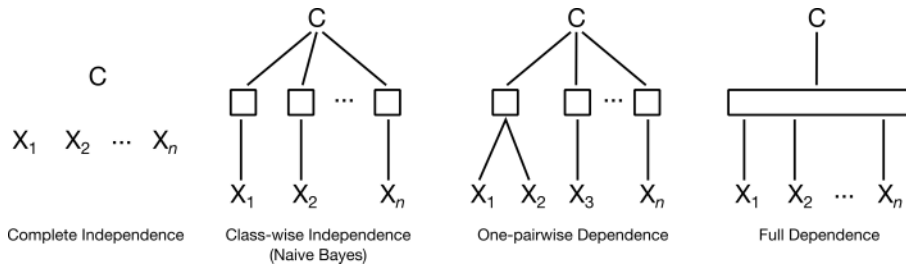 C
X1 X2 ... Xn
Complete Independence
C
...
X1 X2 Xn
Class-wise Independence
(Naive Bayes)
C
...
X1 X2 X3 Xn
One-pairwise Dependence
C
X1 X2 ... Xn
Full Dependence